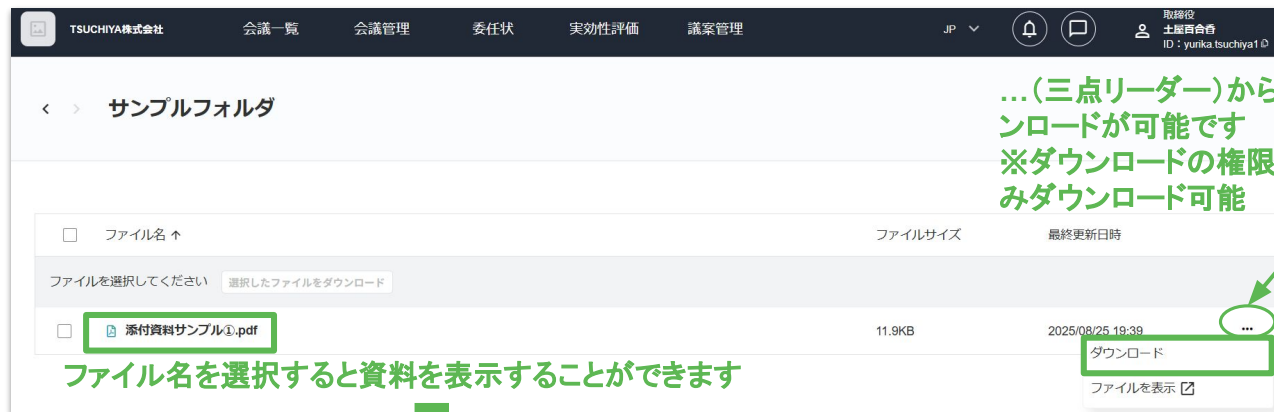 TSUCHIYA株式会社 会議一覧 会議管理 委任状 実効性評価 議案管理 JP 取締役
土屋百合香
ID：yurika.tsuchiya1
サンプルフォルダ
…（三点リーダー）から
ンロードが可能です
※ダウンロードの権限
みダウンロード可能
ファイル名 ↑ ファイルサイズ 最終更新日時
ファイルを選択してください 選択したファイルをダウンロード
添付資料サンプル①.pdf 11.9KB 2025/08/25 19:39 …
ダウンロード
ファイル名を選択すると資料を表示することができます
ファイルを表示